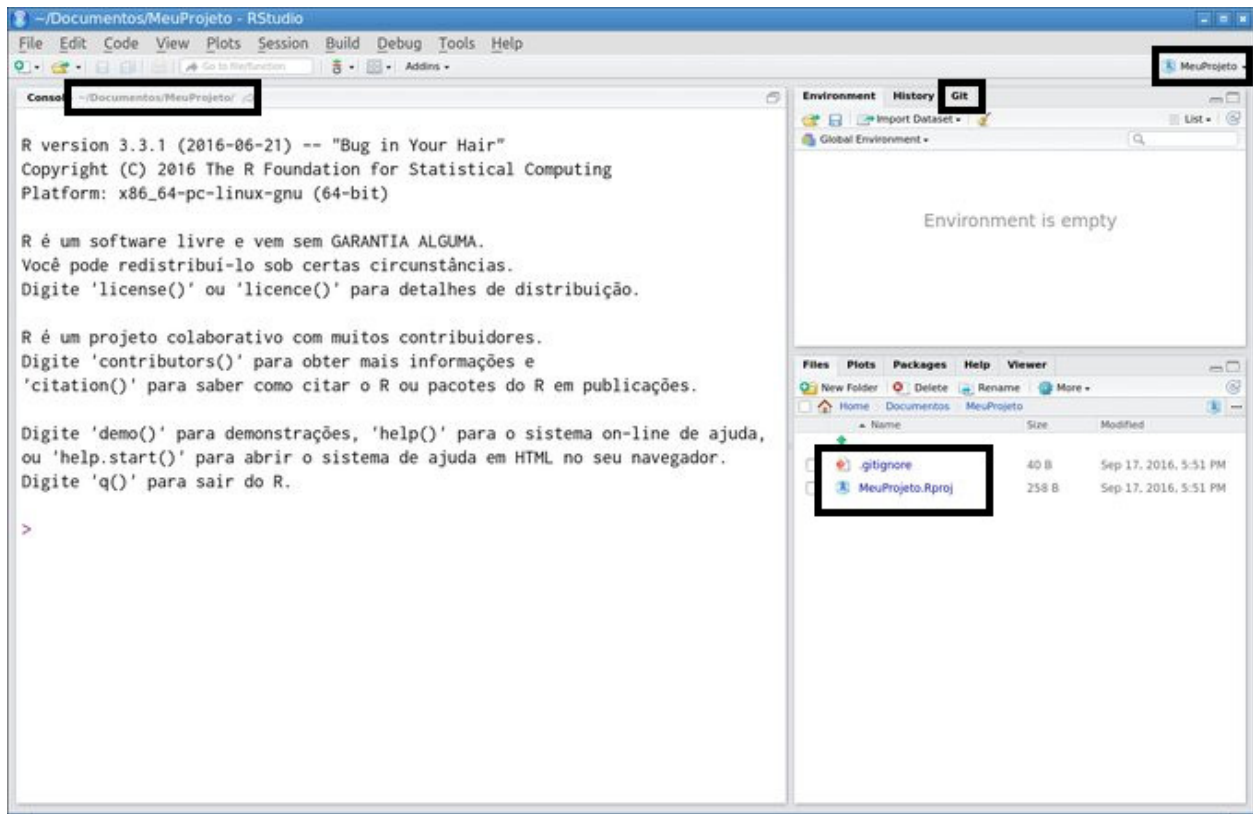 ~/Documentos/MeuProjeto - RStudio
File Edit Code View Plots Session Build Debug Tools Help
Go to file/function Addins
MeuProjeto
Console ~/Documentos/MeuProjeto/
R version 3.3.1 (2016-06-21) -- "Bug in Your Hair"
Copyright (C) 2016 The R Foundation for Statistical Computing
Platform: x86_64-pc-linux-gnu (64-bit)
R é um software livre e vem sem GARANTIA ALGUMA.
Você pode redistribuí-lo sob certas circunstâncias.
Digite 'license()' ou 'licence()' para detalhes de distribuição.
R é um projeto colaborativo com muitos contribuidores.
Digite 'contributors()' para obter mais informações e
'citation()' para saber como citar o R ou pacotes do R em publicações.
Digite 'demo()' para demonstrações, 'help()' para o sistema on-line de ajuda,
ou 'help.start()' para abrir o sistema de ajuda em HTML no seu navegador.
Digite 'q()' para sair do R.
>
Environment History Git
Import Dataset List
Global Environment
Environment is empty
Files Plots Packages Help Viewer
New Folder Delete Rename More
Home Documentos MeuProjeto
Name Size Modified
.gitignore 40 B Sep 17, 2016, 5:51 PM
MeuProjeto.Rproj 258 B Sep 17, 2016, 5:51 PM